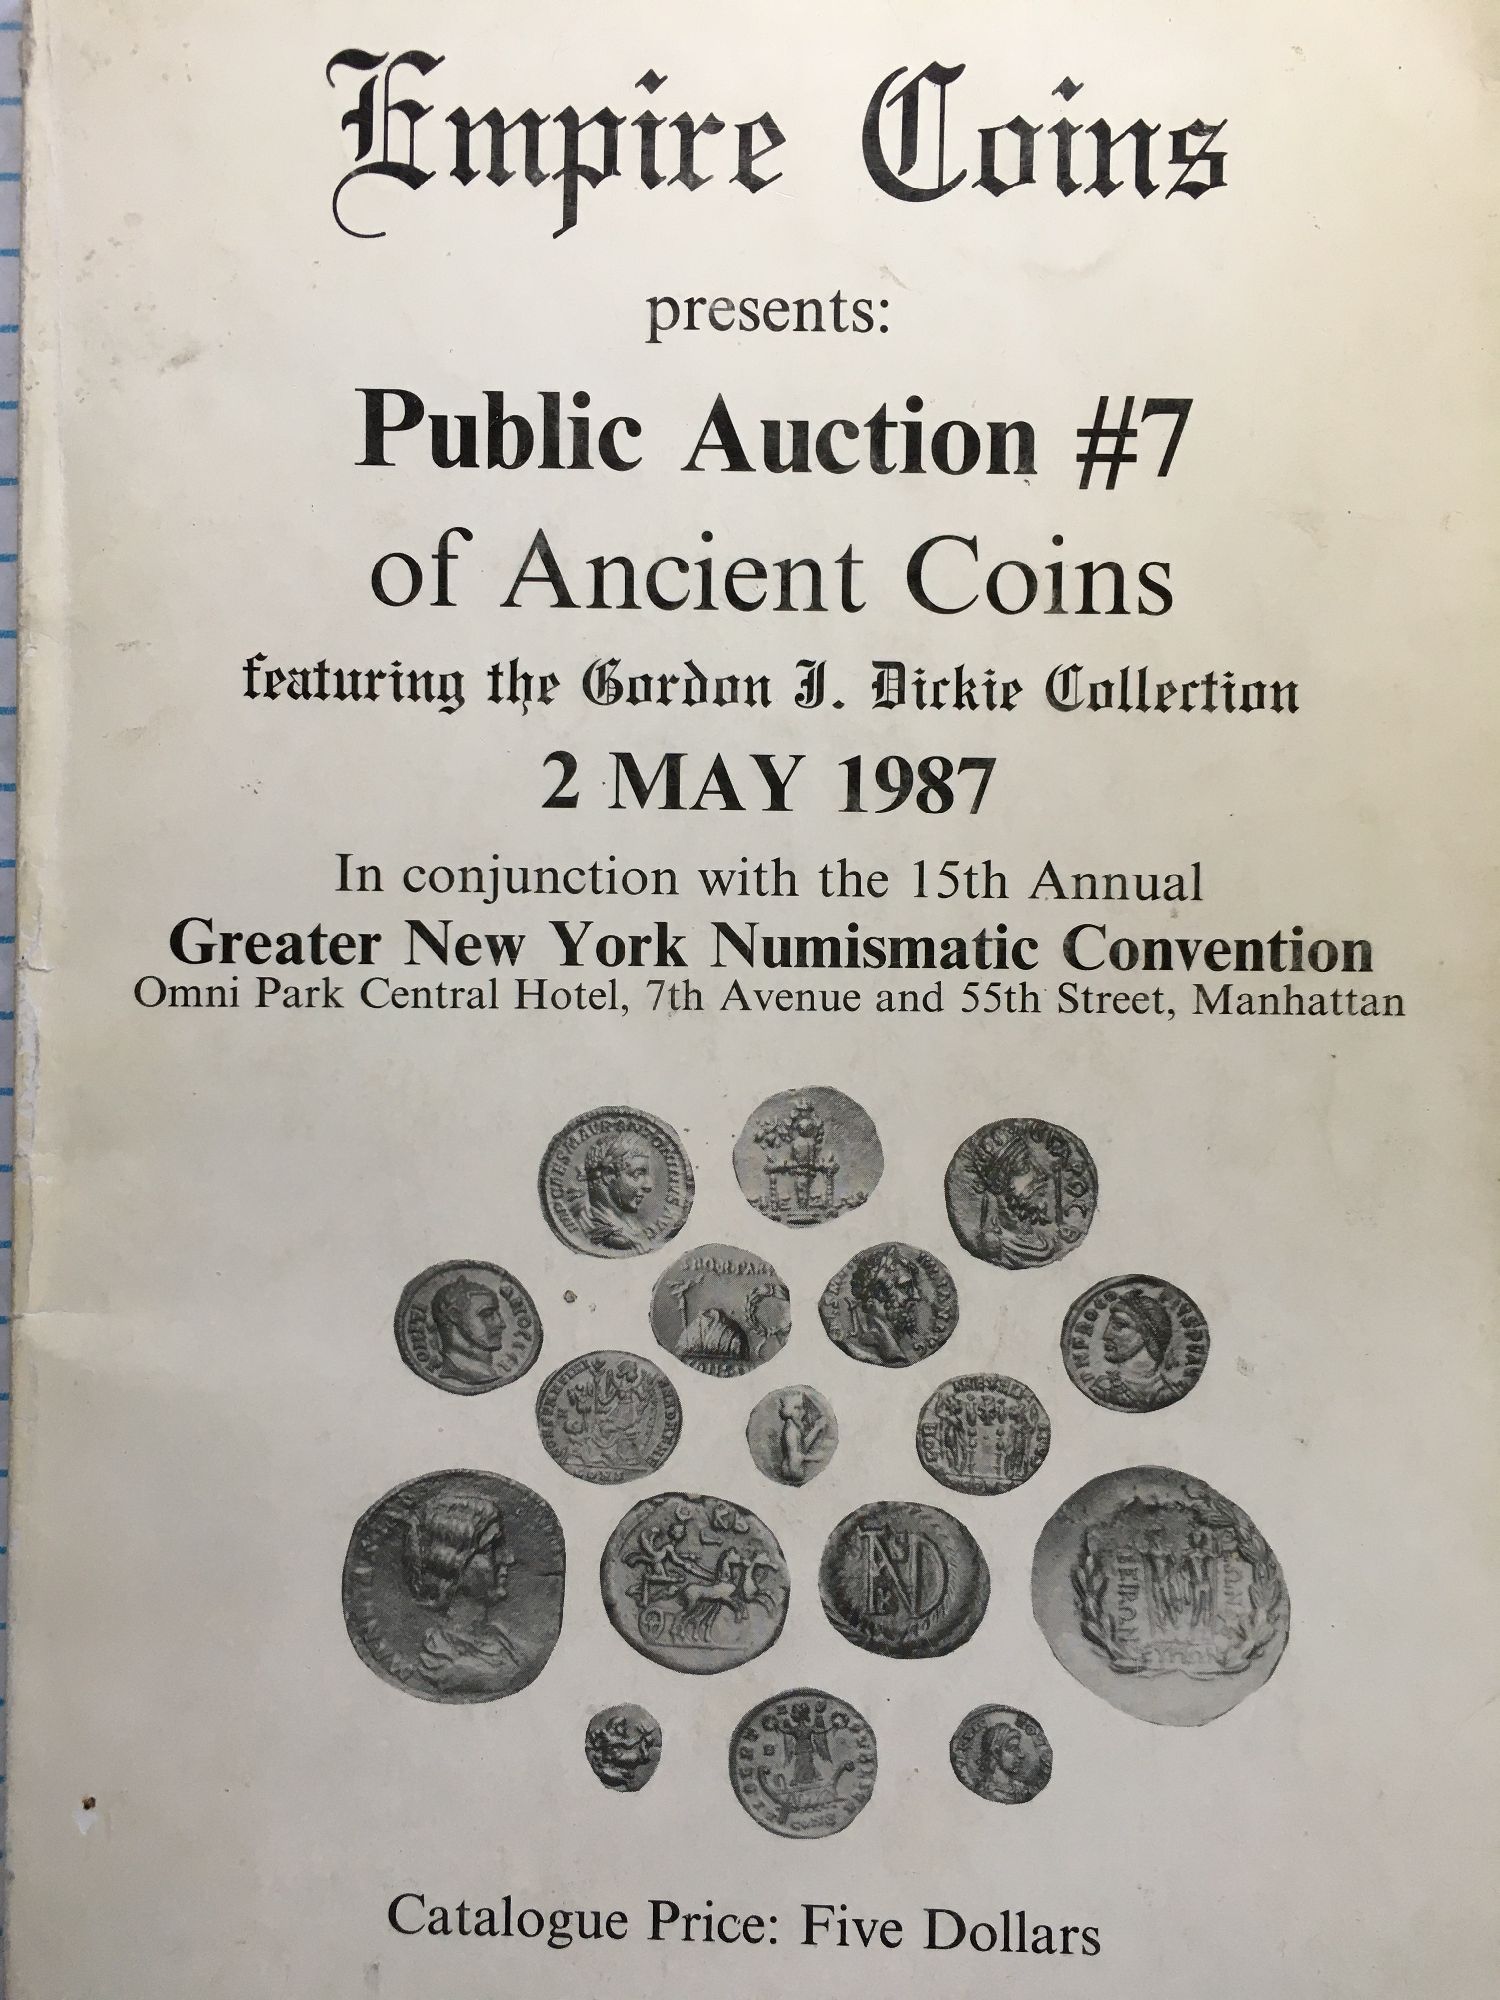 Empire Coins
presents:
Public Auction #7
of Ancient Coins
featuring the Gordon J. Dickie Collection
2 MAY 1987
In conjunction with the 15th Annual
Greater New York Numismatic Convention
Omni Park Central Hotel, 7th Avenue and 55th Street, Manhattan
Catalogue Price: Five Dollars